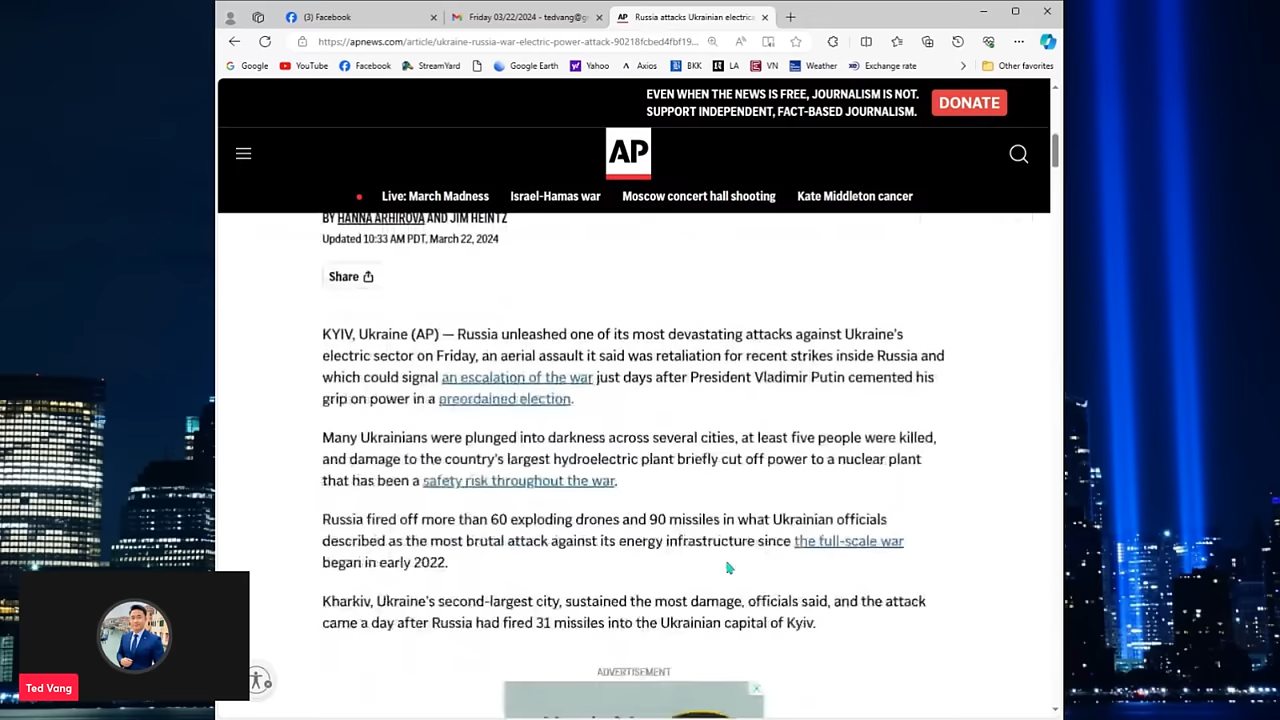 Facebook
Friday 03/22/2024 - tedvang@g
Russia attacks Ukrainian electrica
https://apnews.com/article/ukraine-russia-war-electric-power-attack-90218fcbed4fbf19...
Google YouTube Facebook StreamYard Google Earth Yahoo Axios BKK LA VN Weather Exchange rate Other favorites
EVEN WHEN THE NEWS IS FREE, JOURNALISM IS NOT.
SUPPORT INDEPENDENT, FACT-BASED JOURNALISM.
DONATE
AP
Live: March Madness Israel-Hamas war Moscow concert hall shooting Kate Middleton cancer
BY HANNA ARHIROVA AND JIM HEINTZ
Updated 10:33 AM PDT, March 22, 2024
Share
KYIV, Ukraine (AP) — Russia unleashed one of its most devastating attacks against Ukraine's
electric sector on Friday, an aerial assault it said was retaliation for recent strikes inside Russia and
which could signal an escalation of the war just days after President Vladimir Putin cemented his
grip on power in a preordained election.
Many Ukrainians were plunged into darkness across several cities, at least five people were killed,
and damage to the country's largest hydroelectric plant briefly cut off power to a nuclear plant
that has been a safety risk throughout the war.
Russia fired off more than 60 exploding drones and 90 missiles in what Ukrainian officials
described as the most brutal attack against its energy infrastructure since the full-scale war
began in early 2022.
Kharkiv, Ukraine's second-largest city, sustained the most damage, officials said, and the attack
came a day after Russia had fired 31 missiles into the Ukrainian capital of Kyiv.
ADVERTISEMENT
Ted Vang